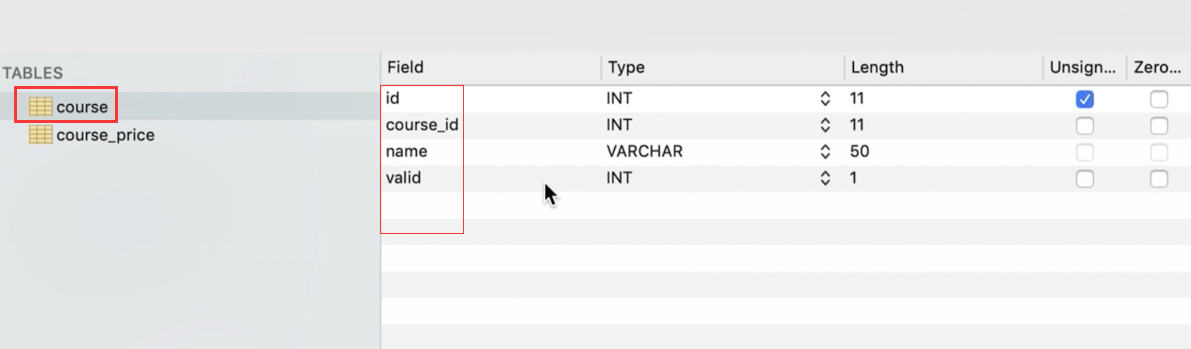 TABLES
course
course_price
Field Type Length Unsign... Zero...
id INT 11
course_id INT 11
name VARCHAR 50
valid INT 1